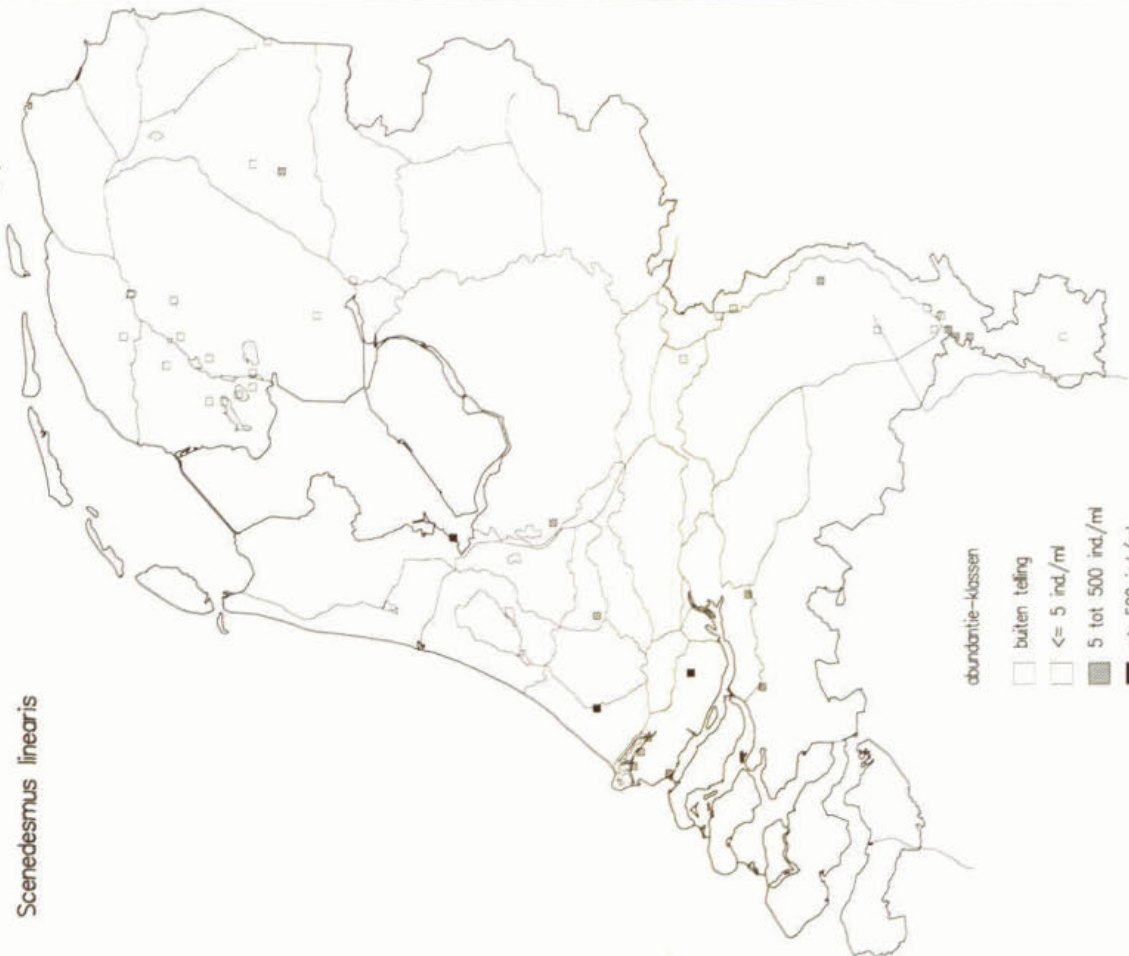 Scenedesmus linearis
abundantie-klassen
buiten telling
<= 5 ind./ml
5 tot 500 ind./ml